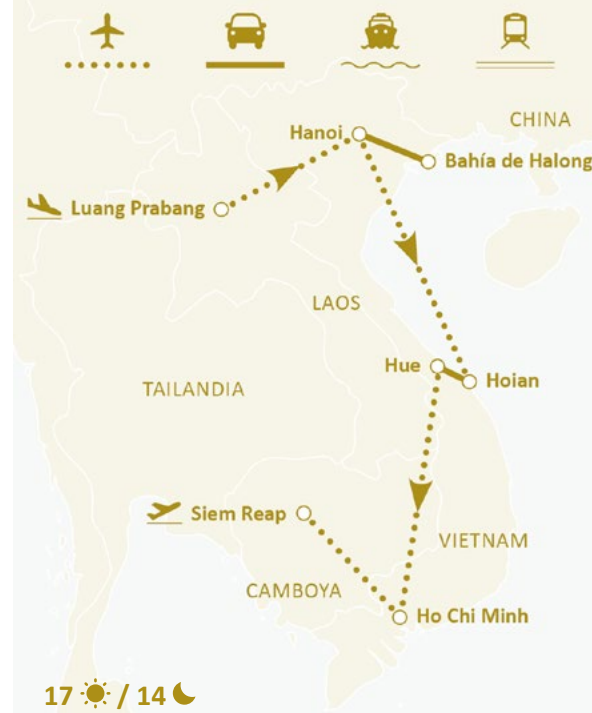 CHINA
Hanoi
Bahía de Halong
Luang Prabang
LAOS
Hue
Hoian
TAILANDIA
Siem Reap
VIETNAM
CAMBOYA
Ho Chi Minh
17 / 14